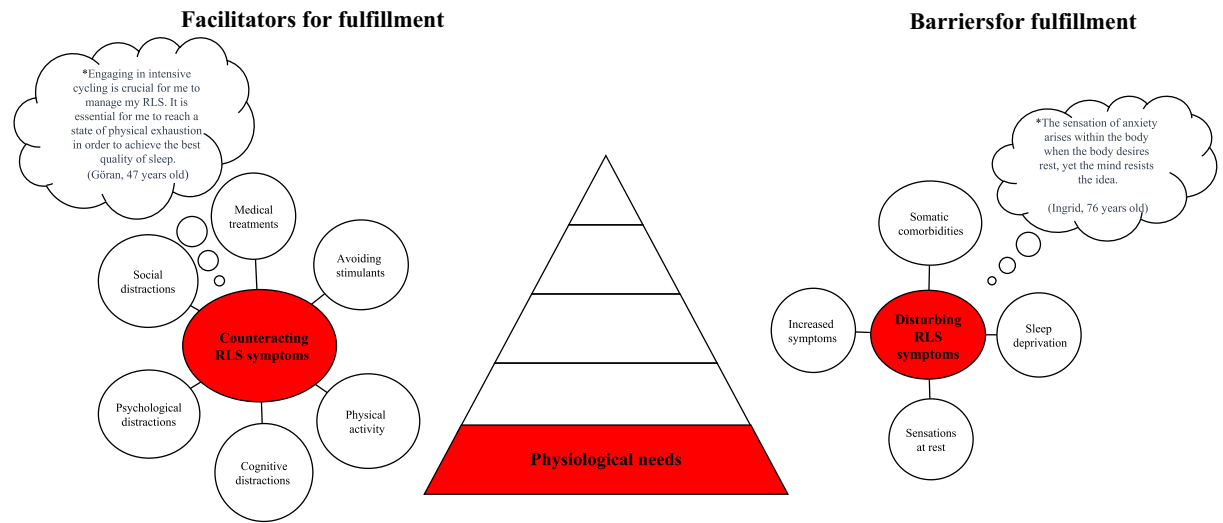 Facilitators for fulfillment
Barriersfor fulfillment
*Engaging in intensive
cycling is crucial for me to
manage my RLS. It is
essential for me to reach a
state of physical exhaustion
in order to achieve the best
quality of sleep.
(Göran, 47 years old)
Medical
treatments
Avoiding
stimulants
Social
distractions
Counteracting
RLS symptoms
Psychological
distractions
Physical
activity
Cognitive
distractions
Physiological needs
*The sensation of anxiety
arises within the body
when the body desires
rest, yet the mind resists
the idea.
(Ingrid, 76 years old)
Somatic
comorbidities
Increased
symptoms
Disturbing
RLS
symptoms
Sleep
deprivation
Sensations
at rest